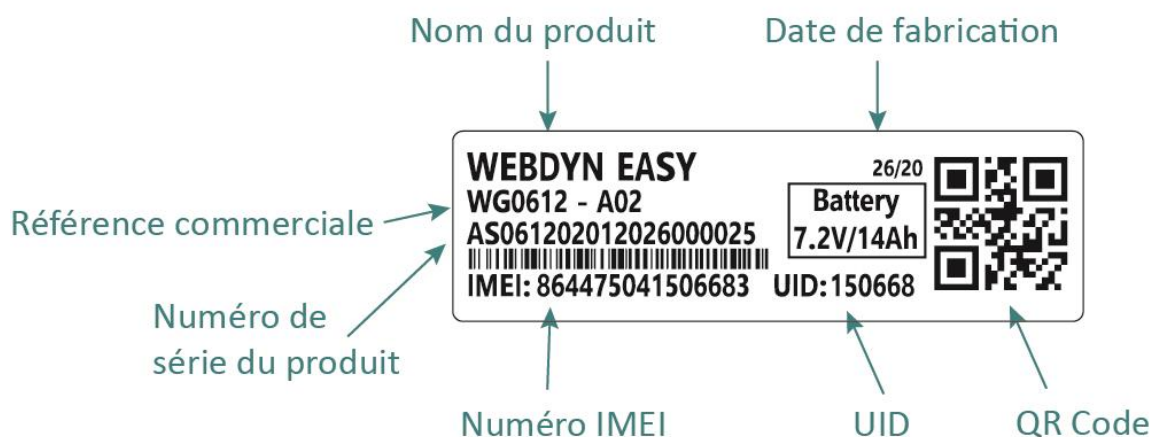 Nom du produit
Date de fabrication
WEBDYN EASY
26/20
WG0612 - A02
Battery
7.2V/14Ah
Référence commerciale
AS061202012026000025
IMEI: 864475041506683
UID:150668
Numéro de
série du produit
Numéro IMEI
UID
QR Code